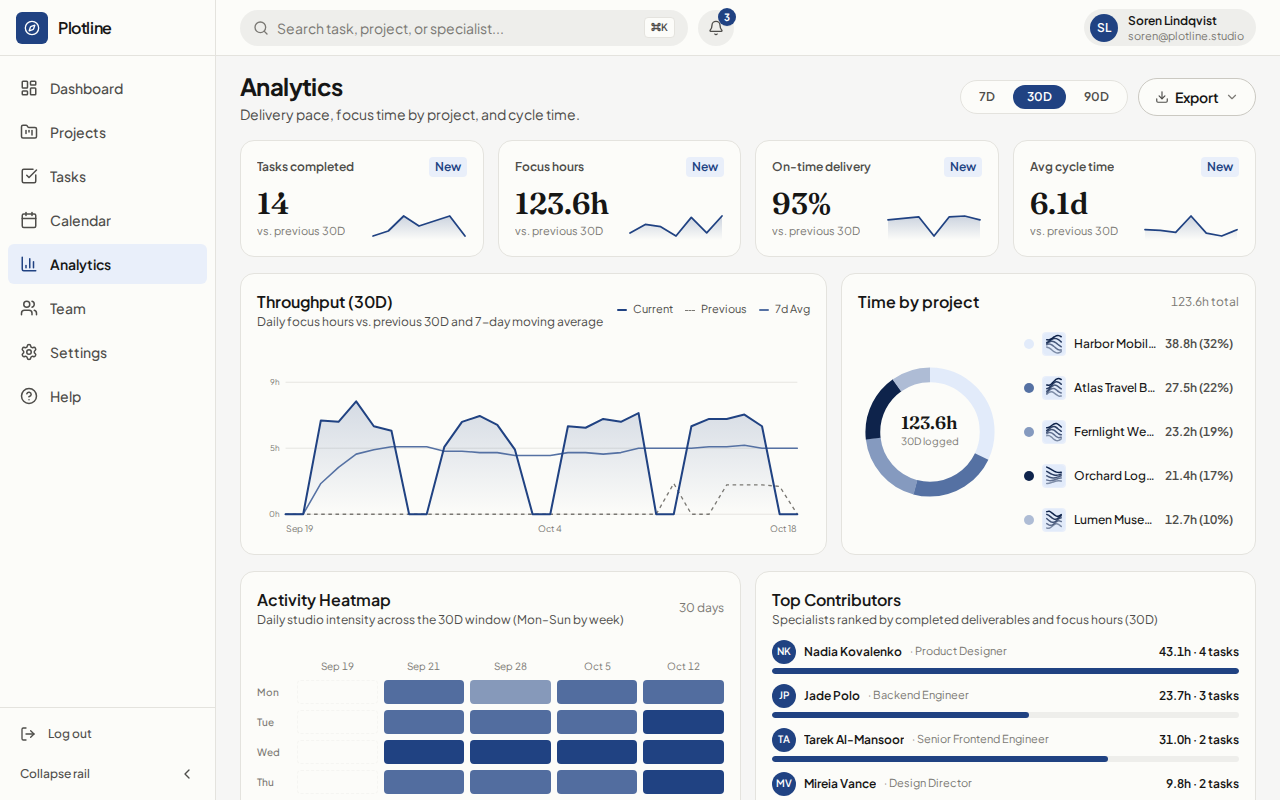 Plotline
Search task, project, or specialist...
⌘K
3
SL
Soren Lindqvist
soren@plotline.studio
Dashboard
Projects
Tasks
Calendar
Analytics
Team
Settings
Help
Log out
Collapse rail
Analytics
Delivery pace, focus time by project, and cycle time.
7D 30D 90D
Export
Tasks completed New
14
vs. previous 30D
Focus hours New
123.6h
vs. previous 30D
On-time delivery New
93%
vs. previous 30D
Avg cycle time New
6.1d
vs. previous 30D
Throughput (30D)
Daily focus hours vs. previous 30D and 7-day moving average
Current Previous 7d Avg
9h
5h
0h
Sep 19 Oct 4 Oct 18
Time by project
123.6h total
123.6h
30D logged
Harbor Mobil... 38.8h (32%)
Atlas Travel B... 27.5h (22%)
Fernlight We... 23.2h (19%)
Orchard Log... 21.4h (17%)
Lumen Muse... 12.7h (10%)
Activity Heatmap
Daily studio intensity across the 30D window (Mon–Sun by week)
30 days
Sep 19 Sep 21 Sep 28 Oct 5 Oct 12
Mon
Tue
Wed
Thu
Top Contributors
Specialists ranked by completed deliverables and focus hours (30D)
NK Nadia Kovalenko · Product Designer 43.1h · 4 tasks
JP Jade Polo · Backend Engineer 23.7h · 3 tasks
TA Tarek Al-Mansoor · Senior Frontend Engineer 31.0h · 2 tasks
MV Mireia Vance · Design Director 9.8h · 2 tasks